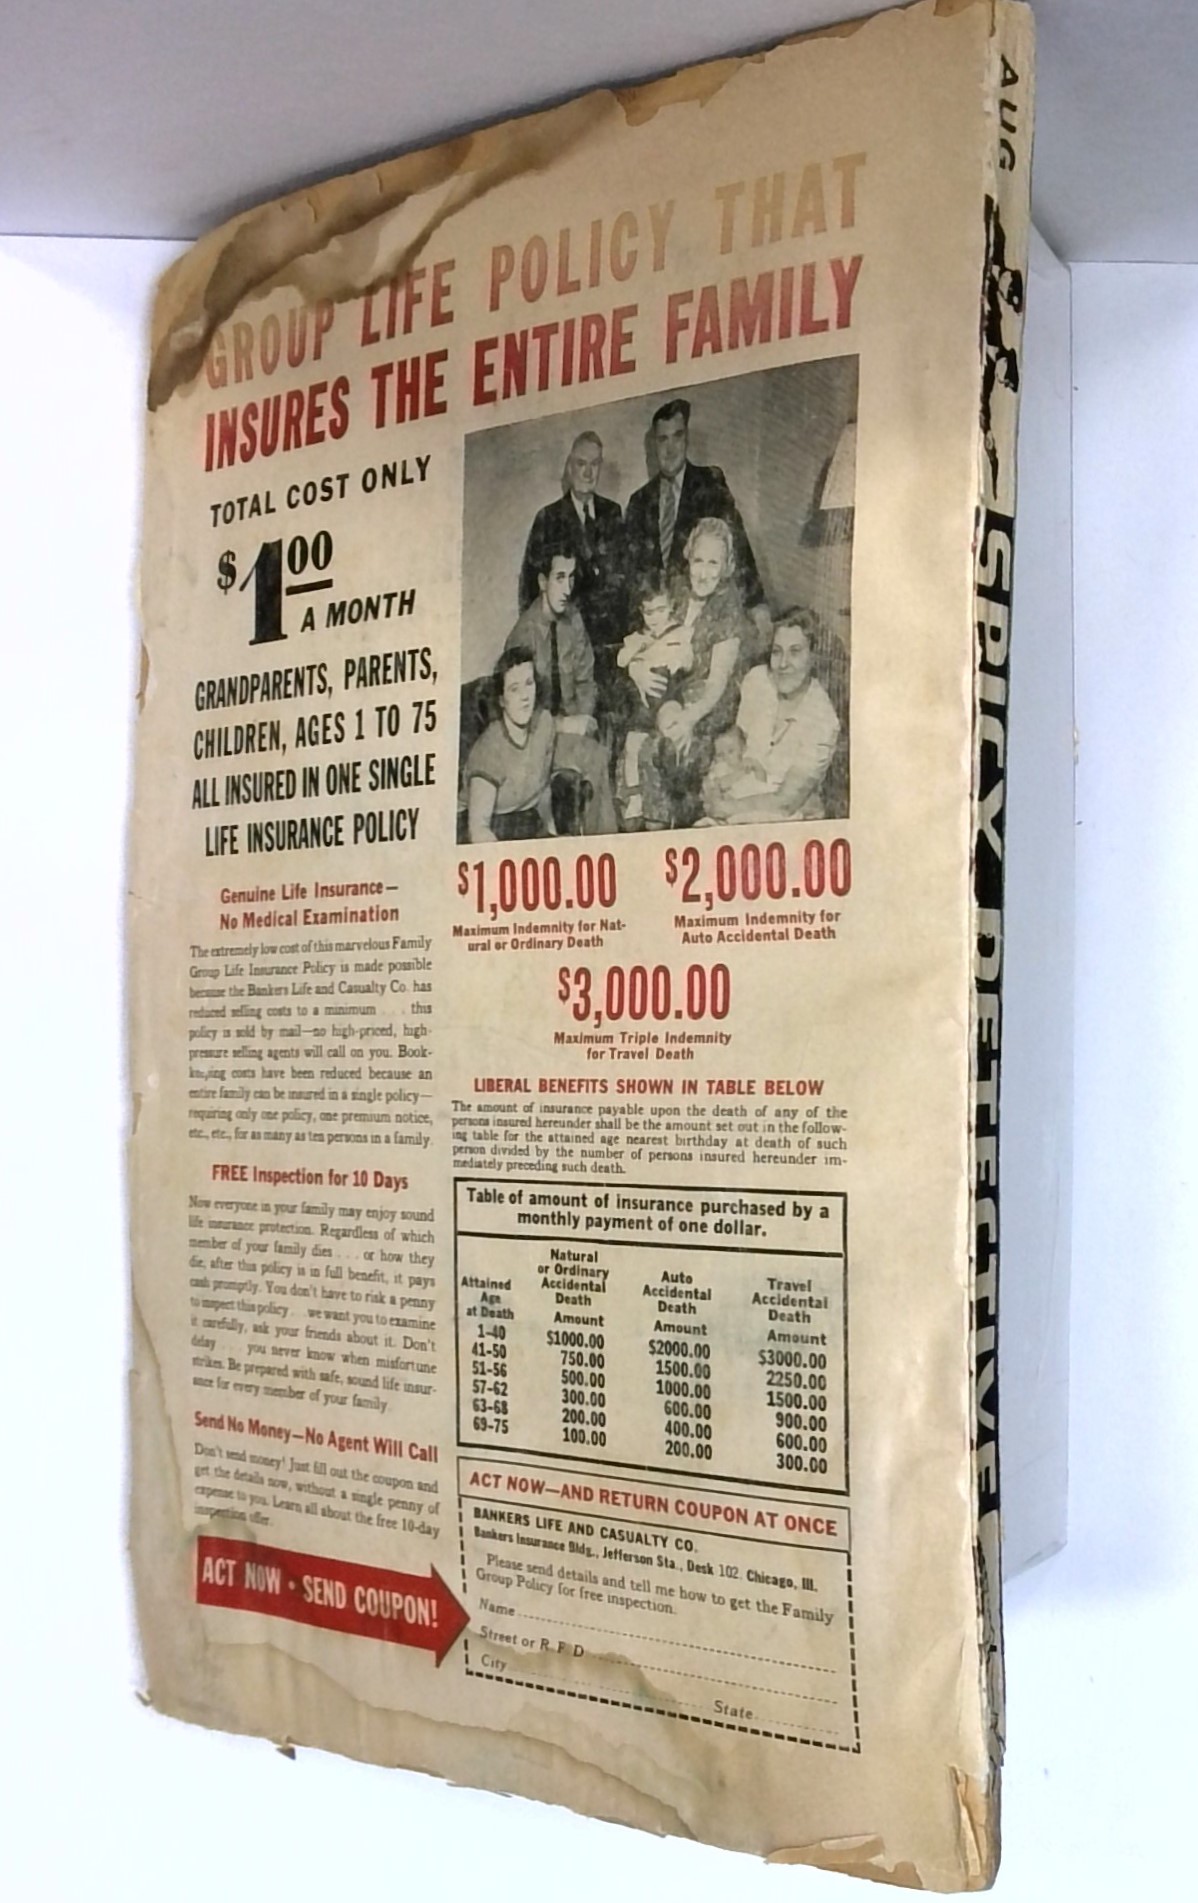 GROUP LIFE POLICY THAT
INSURES THE ENTIRE FAMILY
TOTAL COST ONLY
$1.00
A MONTH
GRANDPARENTS, PARENTS,
CHILDREN, AGES 1 TO 75
ALL INSURED IN ONE SINGLE
LIFE INSURANCE POLICY
Genuine Life Insurance—
No Medical Examination
The extremely low cost of this marvelous Family
Group Life Insurance Policy is made possible
because the Bankers Life and Casualty Co. has
reduced selling costs to a minimum . . . this
policy is sold by mail—no high-priced, high-
pressure selling agents will call on you. Book-
keeping costs have been reduced because an
entire family can be insured in a single policy—
requiring only one policy, one premium notice,
etc., etc., for as many as ten persons in a family.
FREE Inspection for 10 Days
Now everyone in your family may enjoy sound
life insurance protection. Regardless of which
member of your family dies . . . or how they
die, after this policy is in full benefit, it pays
cash promptly. You don't have to risk a penny
to inspect this policy . . . we want you to examine
it carefully, ask your friends about it. Don't
delay . . . you never know when misfortune
strikes. Be prepared with safe, sound life insur-
ance for every member of your family.
Send No Money—No Agent Will Call
Don't send money! Just fill out the coupon and
get the details now, without a single penny of
expense to you. Learn all about the free 10-day
inspection offer.
ACT NOW • SEND COUPON!
$1,000.00
Maximum Indemnity for Nat-
ural or Ordinary Death
$2,000.00
Maximum Indemnity for
Auto Accidental Death
$3,000.00
Maximum Triple Indemnity
for Travel Death
LIBERAL BENEFITS SHOWN IN TABLE BELOW
The amount of insurance payable upon the death of any of the
persons insured hereunder shall be the amount set out in the follow-
ing table for the attained age nearest birthday at death of such
person divided by the number of persons insured hereunder im-
mediately preceding such death.
Table of amount of insurance purchased by a
monthly payment of one dollar.
Attained Age at Death Natural or Ordinary Accidental Death Amount Auto Accidental Death Amount Travel Accidental Death Amount
1-40 $1000.00 $2000.00 $3000.00
41-50 750.00 1500.00 2250.00
51-56 500.00 1000.00 1500.00
57-62 300.00 600.00 900.00
63-68 200.00 400.00 600.00
69-75 100.00 200.00 300.00
ACT NOW—AND RETURN COUPON AT ONCE
BANKERS LIFE AND CASUALTY CO.
Bankers Insurance Bldg., Jefferson Sta., Desk 102 Chicago, Ill.
Please send details and tell me how to get the Family
Group Policy for free inspection.
Name
Street or R. F. D
City State
AUG SPICY DETECTIVE